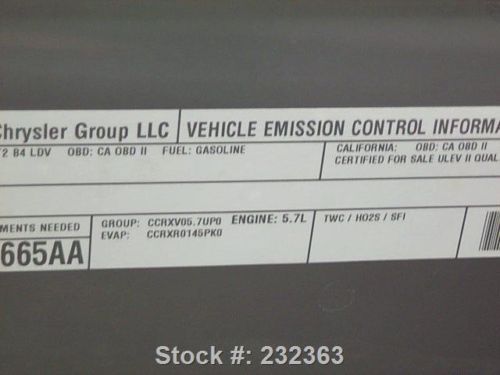 Chrysler Group LLC VEHICLE EMISSION CONTROL INFORMA
T2 B4 LDV OBD: CA OBD II FUEL: GASOLINE
CALIFORNIA: OBD: CA OBD II
CERTIFIED FOR SALE ULEV II QUAL
MENTS NEEDED
665AA
GROUP: CCRXV05.7UP0 ENGINE: 5.7L
EVAP: CCRXR0145PK0
TWC / HO2S / SFI
Stock #: 232363